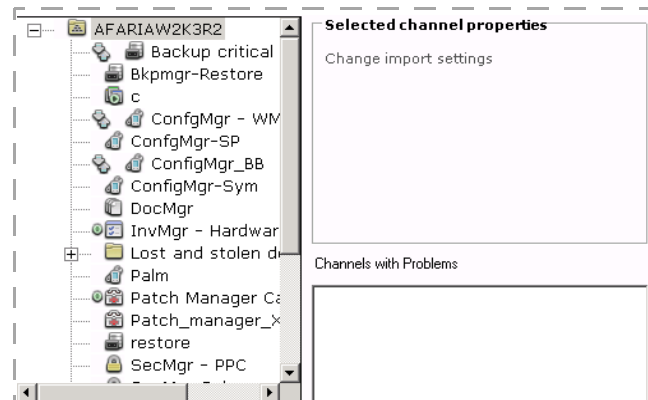 AFARIAW2K3R2
Backup critical
Bkpmgr-Restore
c
ConfgMgr - WM
ConfgMgr-SP
ConfigMgr_BB
ConfigMgr-Sym
DocMgr
InvMgr - Hardwar
Lost and stolen d
Palm
Patch Manager Ca
Patch_manager_X
restore
SecMgr - PPC
Selected channel properties
Change import settings
Channels with Problems